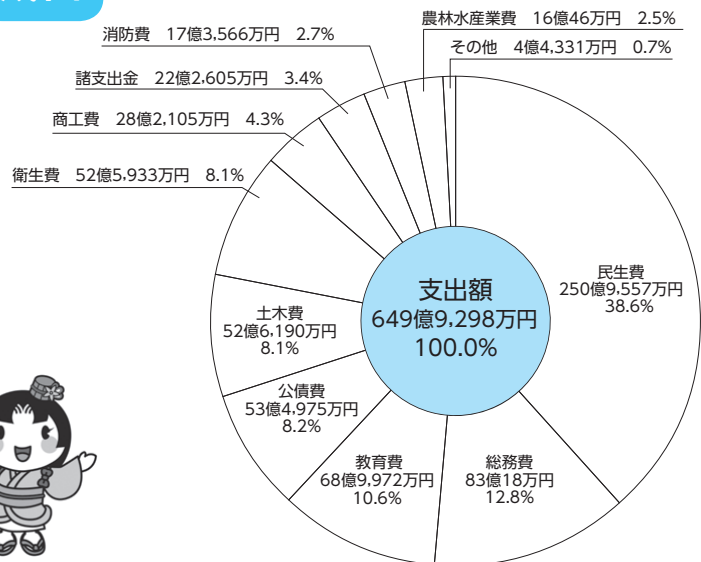 農林水産業費 16億46万円 2.5%
消防費 17億3,566万円 2.7%
その他 4億4,331万円 0.7%
諸支出金 22億2,605万円 3.4%
商工費 28億2,105万円 4.3%
衛生費 52億5,933万円 8.1%
民生費
250億9,557万円
38.6%
支出額
649億9,298万円
100.0%
土木費
52億6,190万円
8.1%
公債費
53億4,975万円
8.2%
教育費
68億9,972万円
10.6%
総務費
83億18万円
12.8%